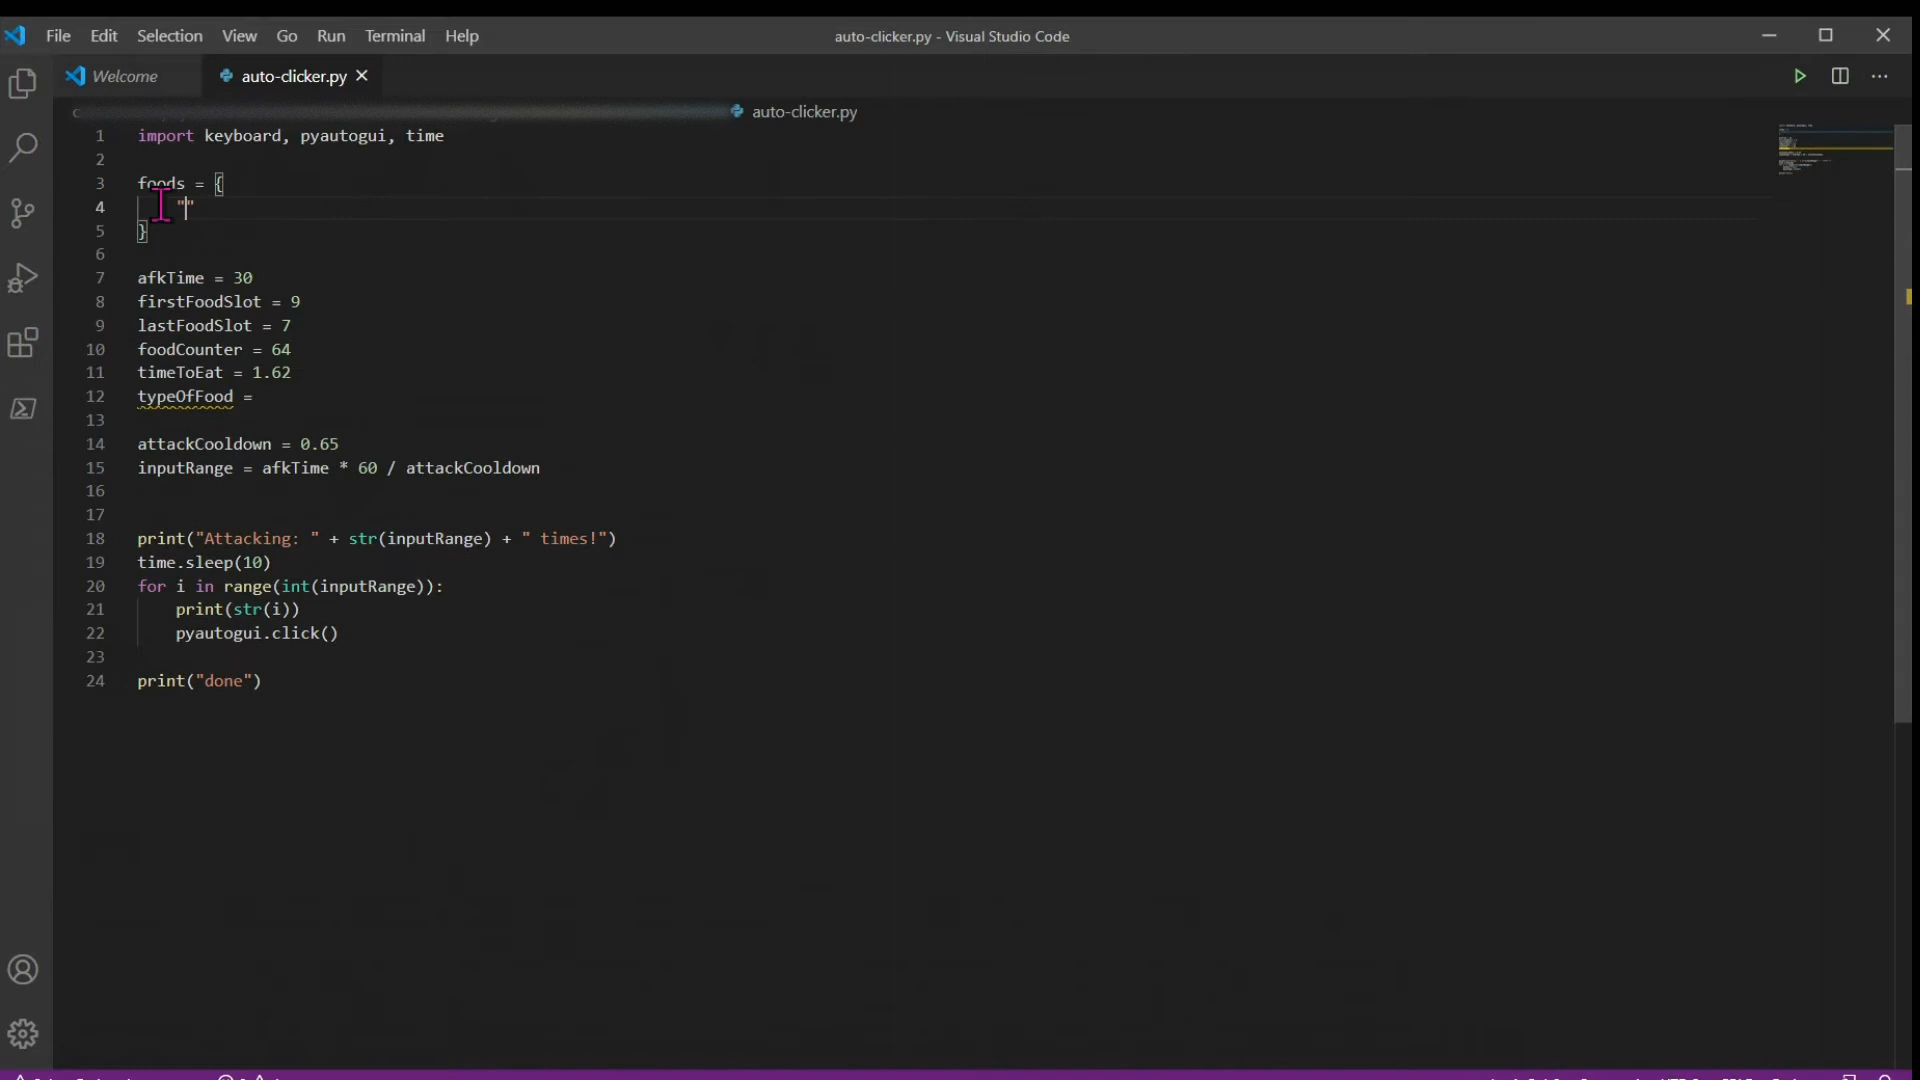 File Edit Selection View Go Run Terminal Help auto-clicker.py - Visual Studio Code
Welcome auto-clicker.py
auto-clicker.py
1 import keyboard, pyautogui, time
2
3 foods = {
4 ""
5 }
6
7 afkTime = 30
8 firstFoodSlot = 9
9 lastFoodSlot = 7
10 foodCounter = 64
11 timeToEat = 1.62
12 typeOfFood =
13
14 attackCooldown = 0.65
15 inputRange = afkTime * 60 / attackCooldown
16
17
18 print("Attacking: " + str(inputRange) + " times!")
19 time.sleep(10)
20 for i in range(int(inputRange)):
21 print(str(i))
22 pyautogui.click()
23
24 print("done")